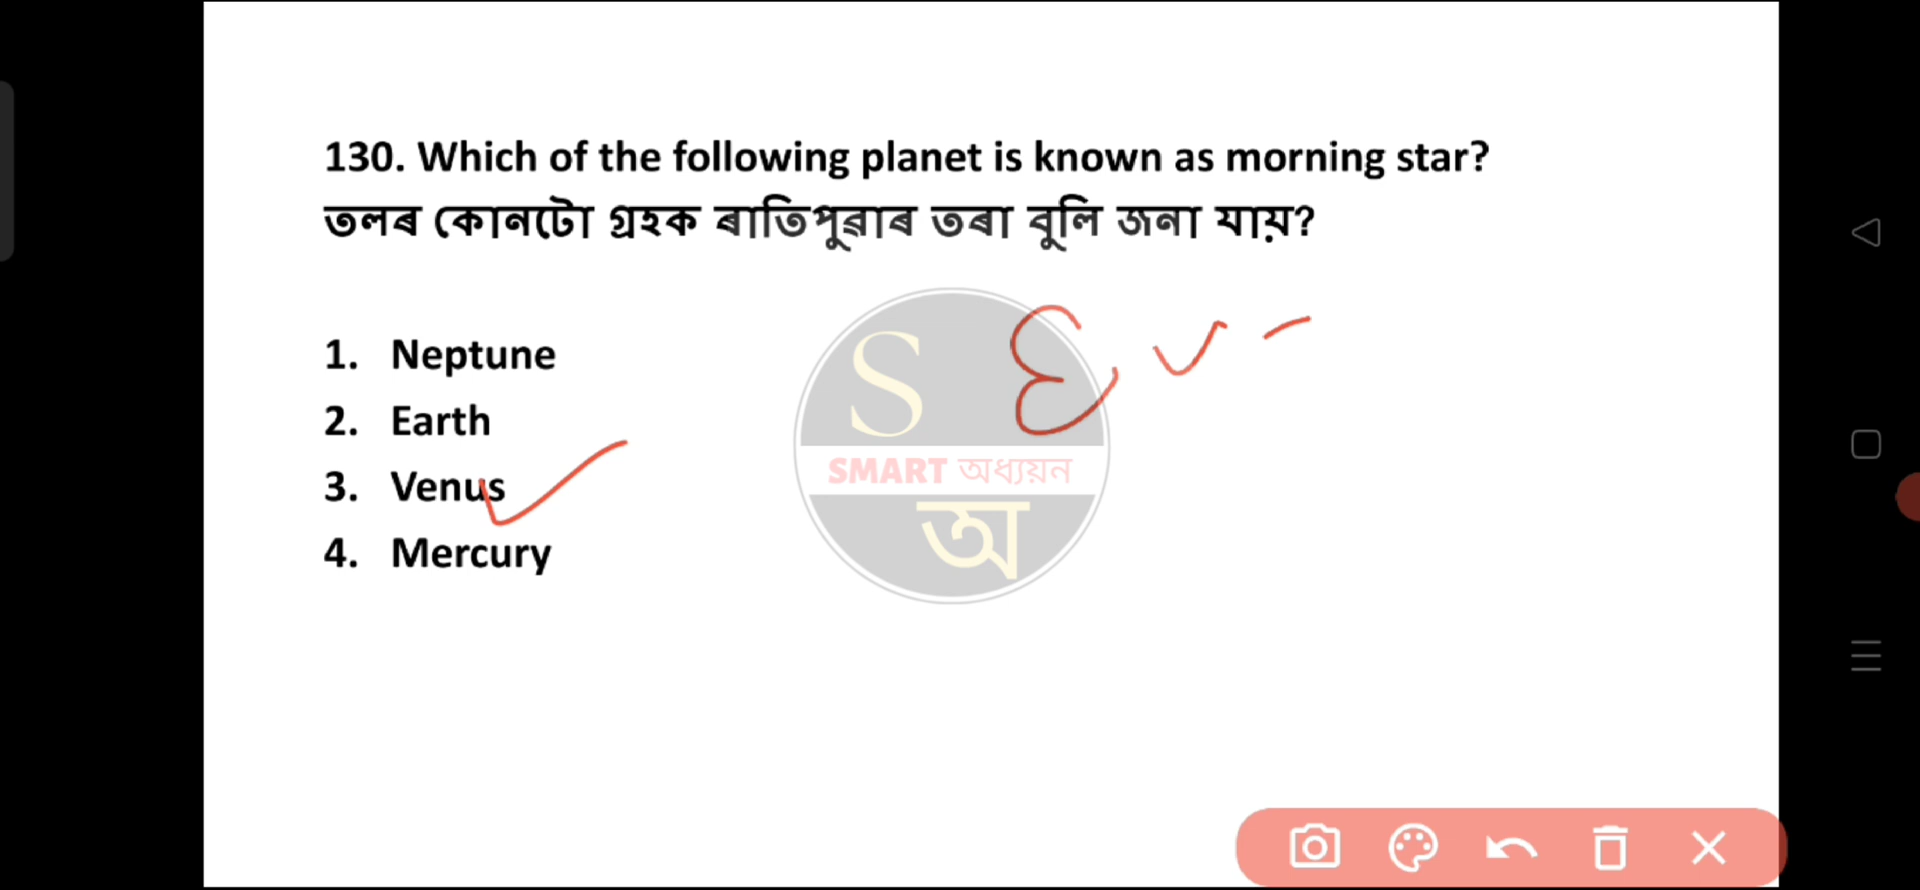 130. Which of the following planet is known as morning star?
তলৰ কোনটো গ্ৰহক ৰাতিপুৱাৰ তৰা বুলি জনা যায়?
1. Neptune
2. Earth
3. Venus
4. Mercury
S
SMART অধ্যয়ন
অ